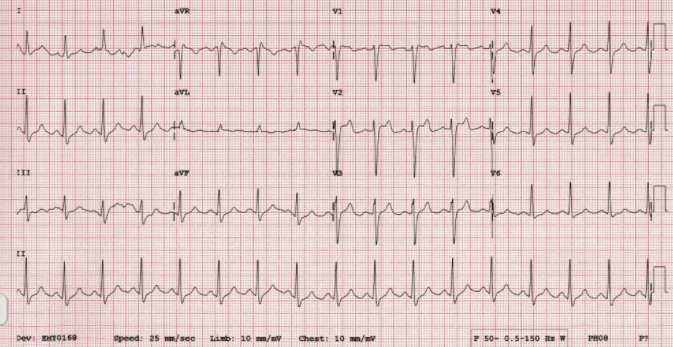 I aVR V1 V4
II aVL V2 V5
III aVF V3 V6
II
Dev: EMT0168 Speed: 25 mm/sec Limb: 10 mm/mV Chest: 10 mm/mV F 50~ 0.5-150 Hz W PH08 P?